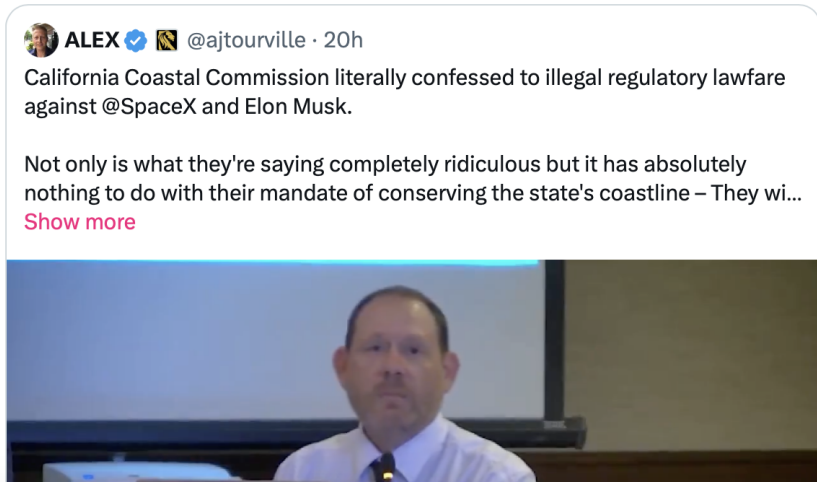 ALEX @ajtourville · 20h
California Coastal Commission literally confessed to illegal regulatory lawfare
against @SpaceX and Elon Musk.
Not only is what they're saying completely ridiculous but it has absolutely
nothing to do with their mandate of conserving the state's coastline – They wi...
Show more